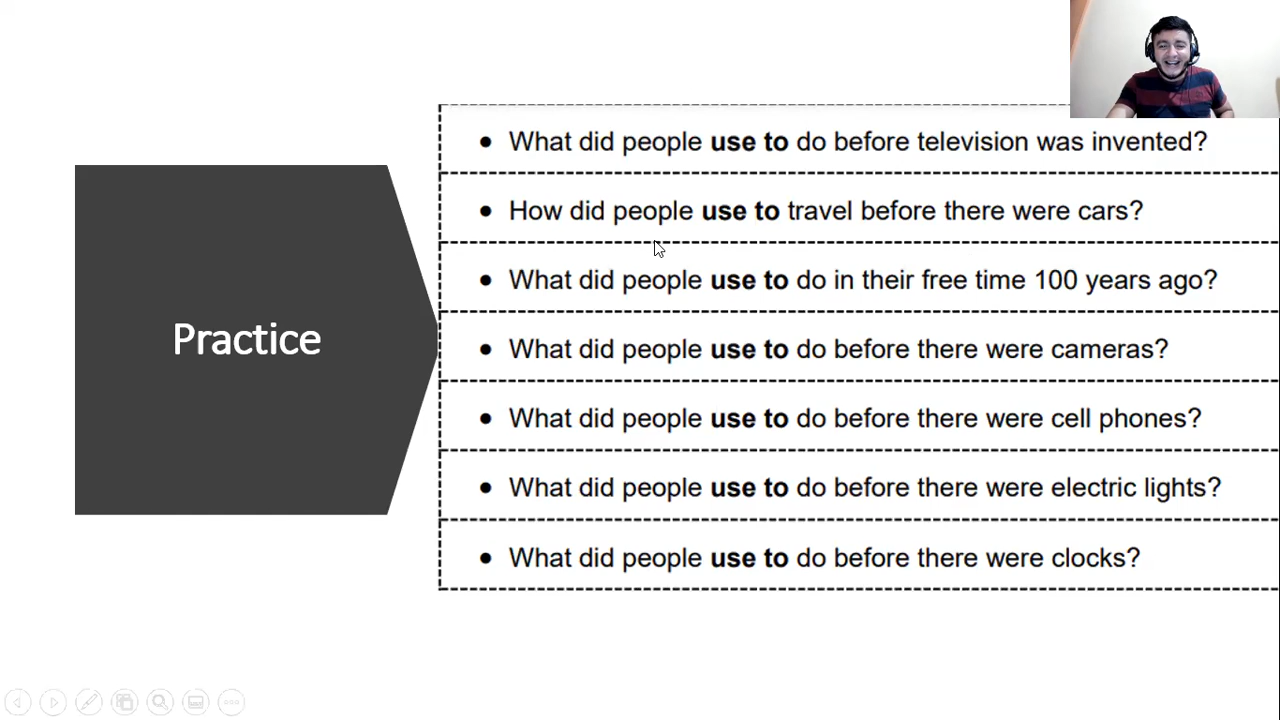 Practice
• What did people use to do before television was invented?
• How did people use to travel before there were cars?
• What did people use to do in their free time 100 years ago?
• What did people use to do before there were cameras?
• What did people use to do before there were cell phones?
• What did people use to do before there were electric lights?
• What did people use to do before there were clocks?